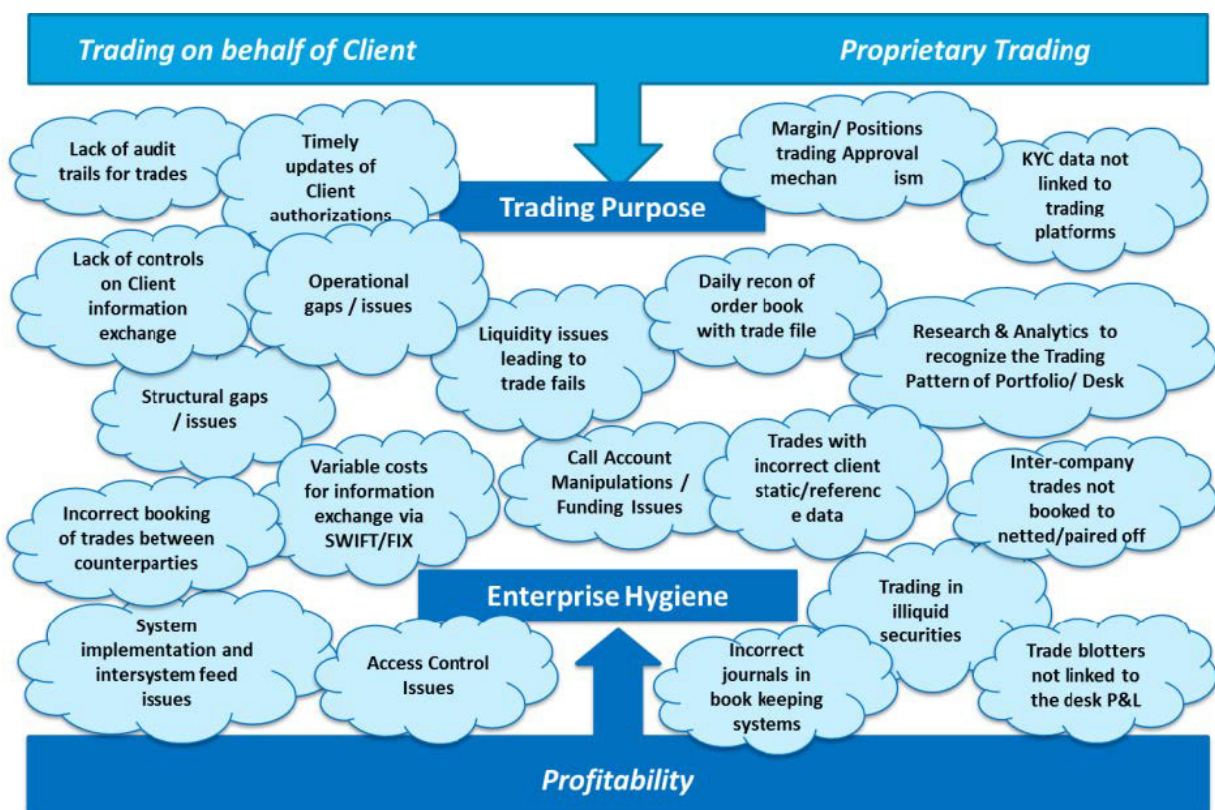 Trading on behalf of Client
Proprietary Trading
Lack of audit
trails for trades
Timely
updates of
Client
authorizations
Trading Purpose
Margin/ Positions
trading Approval
mechan ism
KYC data not
linked to
trading
platforms
Lack of controls
on Client
information
exchange
Operational
gaps / issues
Liquidity issues
leading to
trade fails
Daily recon of
order book
with trade file
Research & Analytics to
recognize the Trading
Pattern of Portfolio/ Desk
Structural gaps
/ issues
Variable costs
for information
exchange via
SWIFT/FIX
Call Account
Manipulations /
Funding Issues
Trades with
incorrect client
static/referenc
e data
Inter-company
trades not
booked to
netted/paired off
Incorrect booking
of trades between
counterparties
Enterprise Hygiene
Trading in
illiquid
securities
System
implementation and
intersystem feed
issues
Access Control
Issues
Incorrect
journals in
book keeping
systems
Trade blotters
not linked to
the desk P&L
Profitability